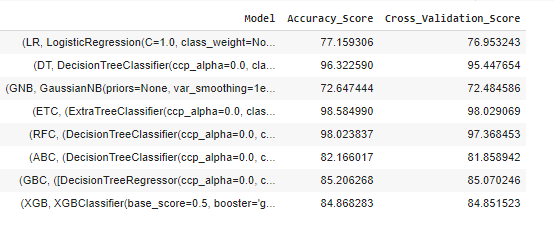 Model Accuracy_Score Cross_Validation_Score
(LR, LogisticRegression(C=1.0, class_weight=No... 77.159306 76.953243
(DT, DecisionTreeClassifier(ccp_alpha=0.0, cla... 96.322590 95.447654
(GNB, GaussianNB(priors=None, var_smoothing=1e... 72.647444 72.484586
(ETC, (ExtraTreeClassifier(ccp_alpha=0.0, clas... 98.584990 98.029069
(RFC, (DecisionTreeClassifier(ccp_alpha=0.0, c... 98.023837 97.368453
(ABC, (DecisionTreeClassifier(ccp_alpha=0.0, c... 82.166017 81.858942
(GBC, ([DecisionTreeRegressor(ccp_alpha=0.0, c... 85.206268 85.070246
(XGB, XGBClassifier(base_score=0.5, booster='g... 84.868283 84.851523